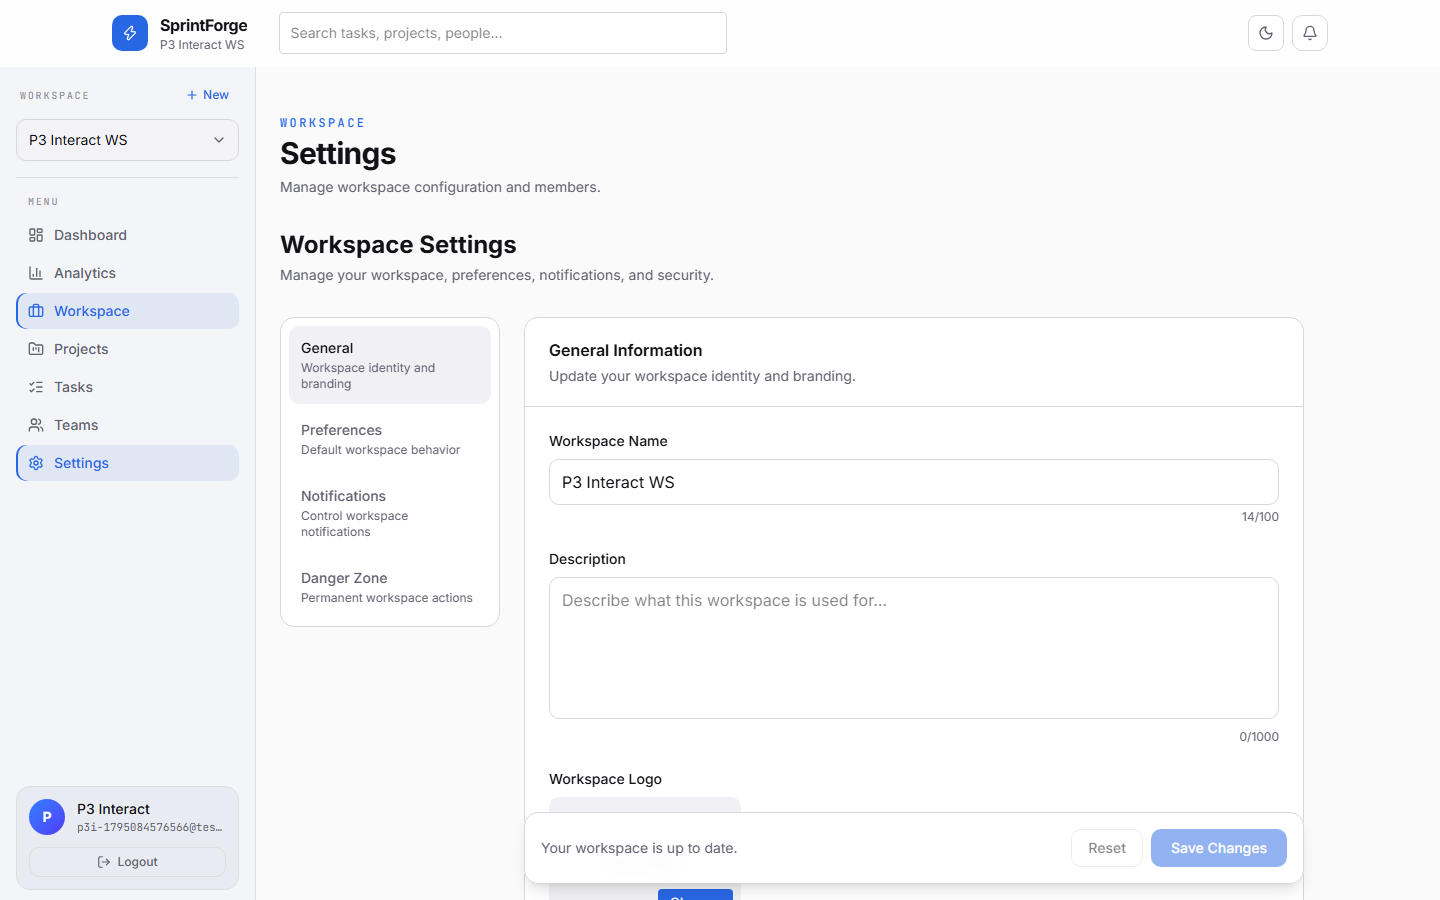 SprintForge
P3 Interact WS
Search tasks, projects, people...
WORKSPACE
New
P3 Interact WS
MENU
Dashboard
Analytics
Workspace
Projects
Tasks
Teams
Settings
P
P3 Interact
p3i-1795084576566@tes…
Logout
WORKSPACE
Settings
Manage workspace configuration and members.
Workspace Settings
Manage your workspace, preferences, notifications, and security.
General
Workspace identity and
branding
Preferences
Default workspace behavior
Notifications
Control workspace
notifications
Danger Zone
Permanent workspace actions
General Information
Update your workspace identity and branding.
Workspace Name
P3 Interact WS
14/100
Description
Describe what this workspace is used for...
0/1000
Workspace Logo
Your workspace is up to date.
Reset
Save Changes